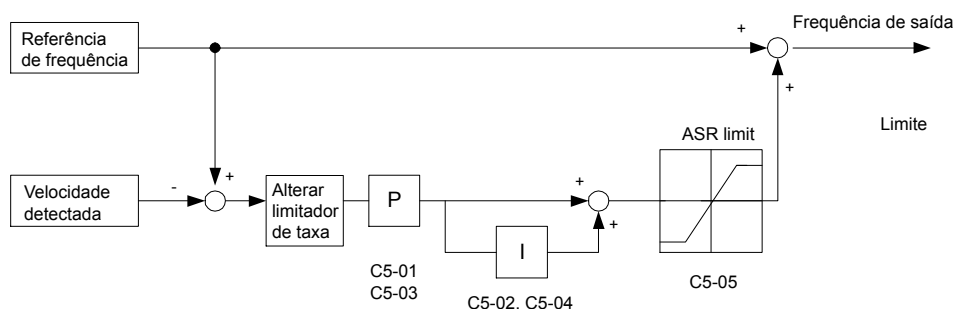 Referência
de frequência
+
Frequência de saída
+
Limite
ASR limit
Velocidade
detectada
-
+
Alterar
limitador
de taxa
P
+
+
I
C5-01
C5-03
C5-02, C5-04
C5-05